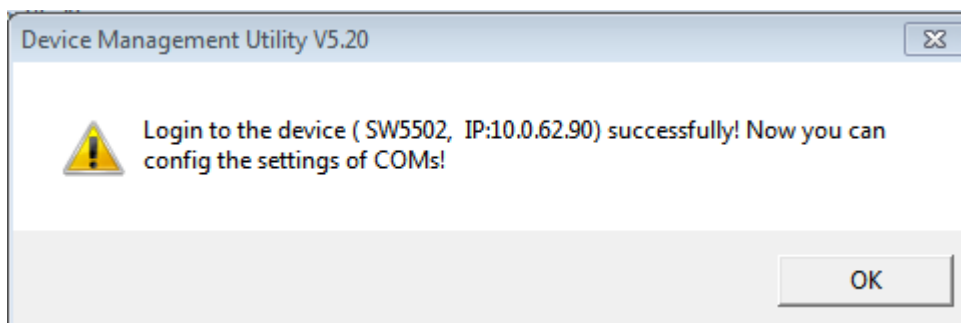 Device Management Utility V5.20
Login to the device ( SW5502,  IP:10.0.62.90) successfully! Now you can
config the settings of COMs!
OK